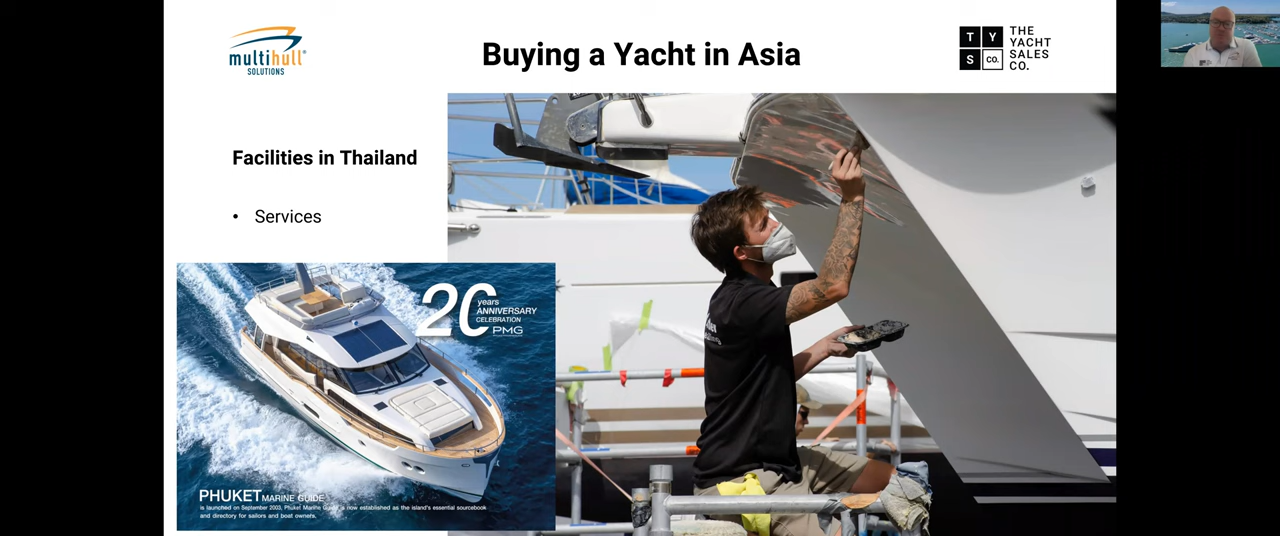 multihull®
SOLUTIONS
Buying a Yacht in Asia
T Y
S CO.
THE
YACHT
SALES
CO.
Facilities in Thailand
• Services
20
years
ANNIVERSARY
CELEBRATION
PMG
PHUKET MARINE GUIDE
is launched on September 2003, Phuket Marine Guide is now established as the island's essential sourcebook
and directory for sailors and boat owners.